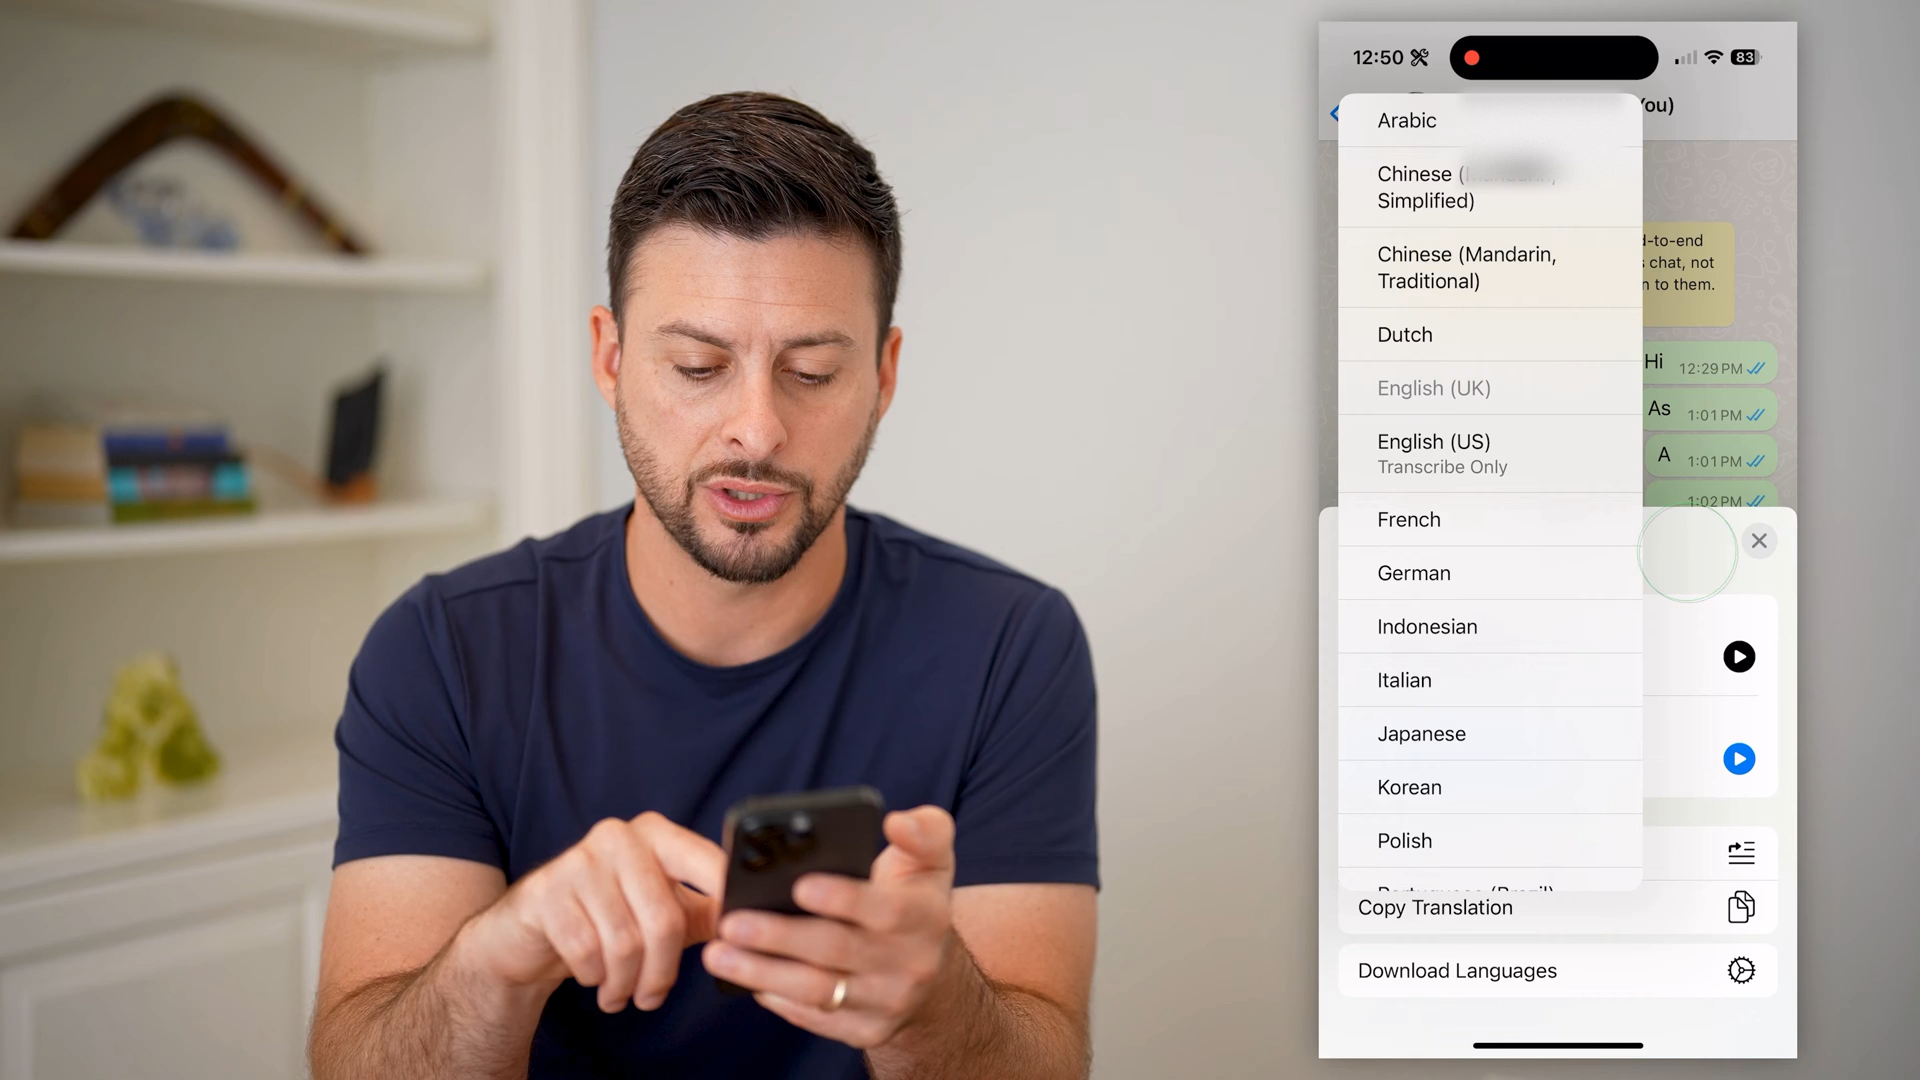 12:50
83
You)
Arabic
Chinese (
Simplified)
Chinese (Mandarin,
Traditional)
Dutch
English (UK)
English (US)
Transcribe Only
French
German
Indonesian
Italian
Japanese
Korean
Polish
d-to-end
chat, not
n to them.
Hi 12:29 PM
As 1:01 PM
A 1:01 PM
1:02 PM
Copy Translation
Download Languages